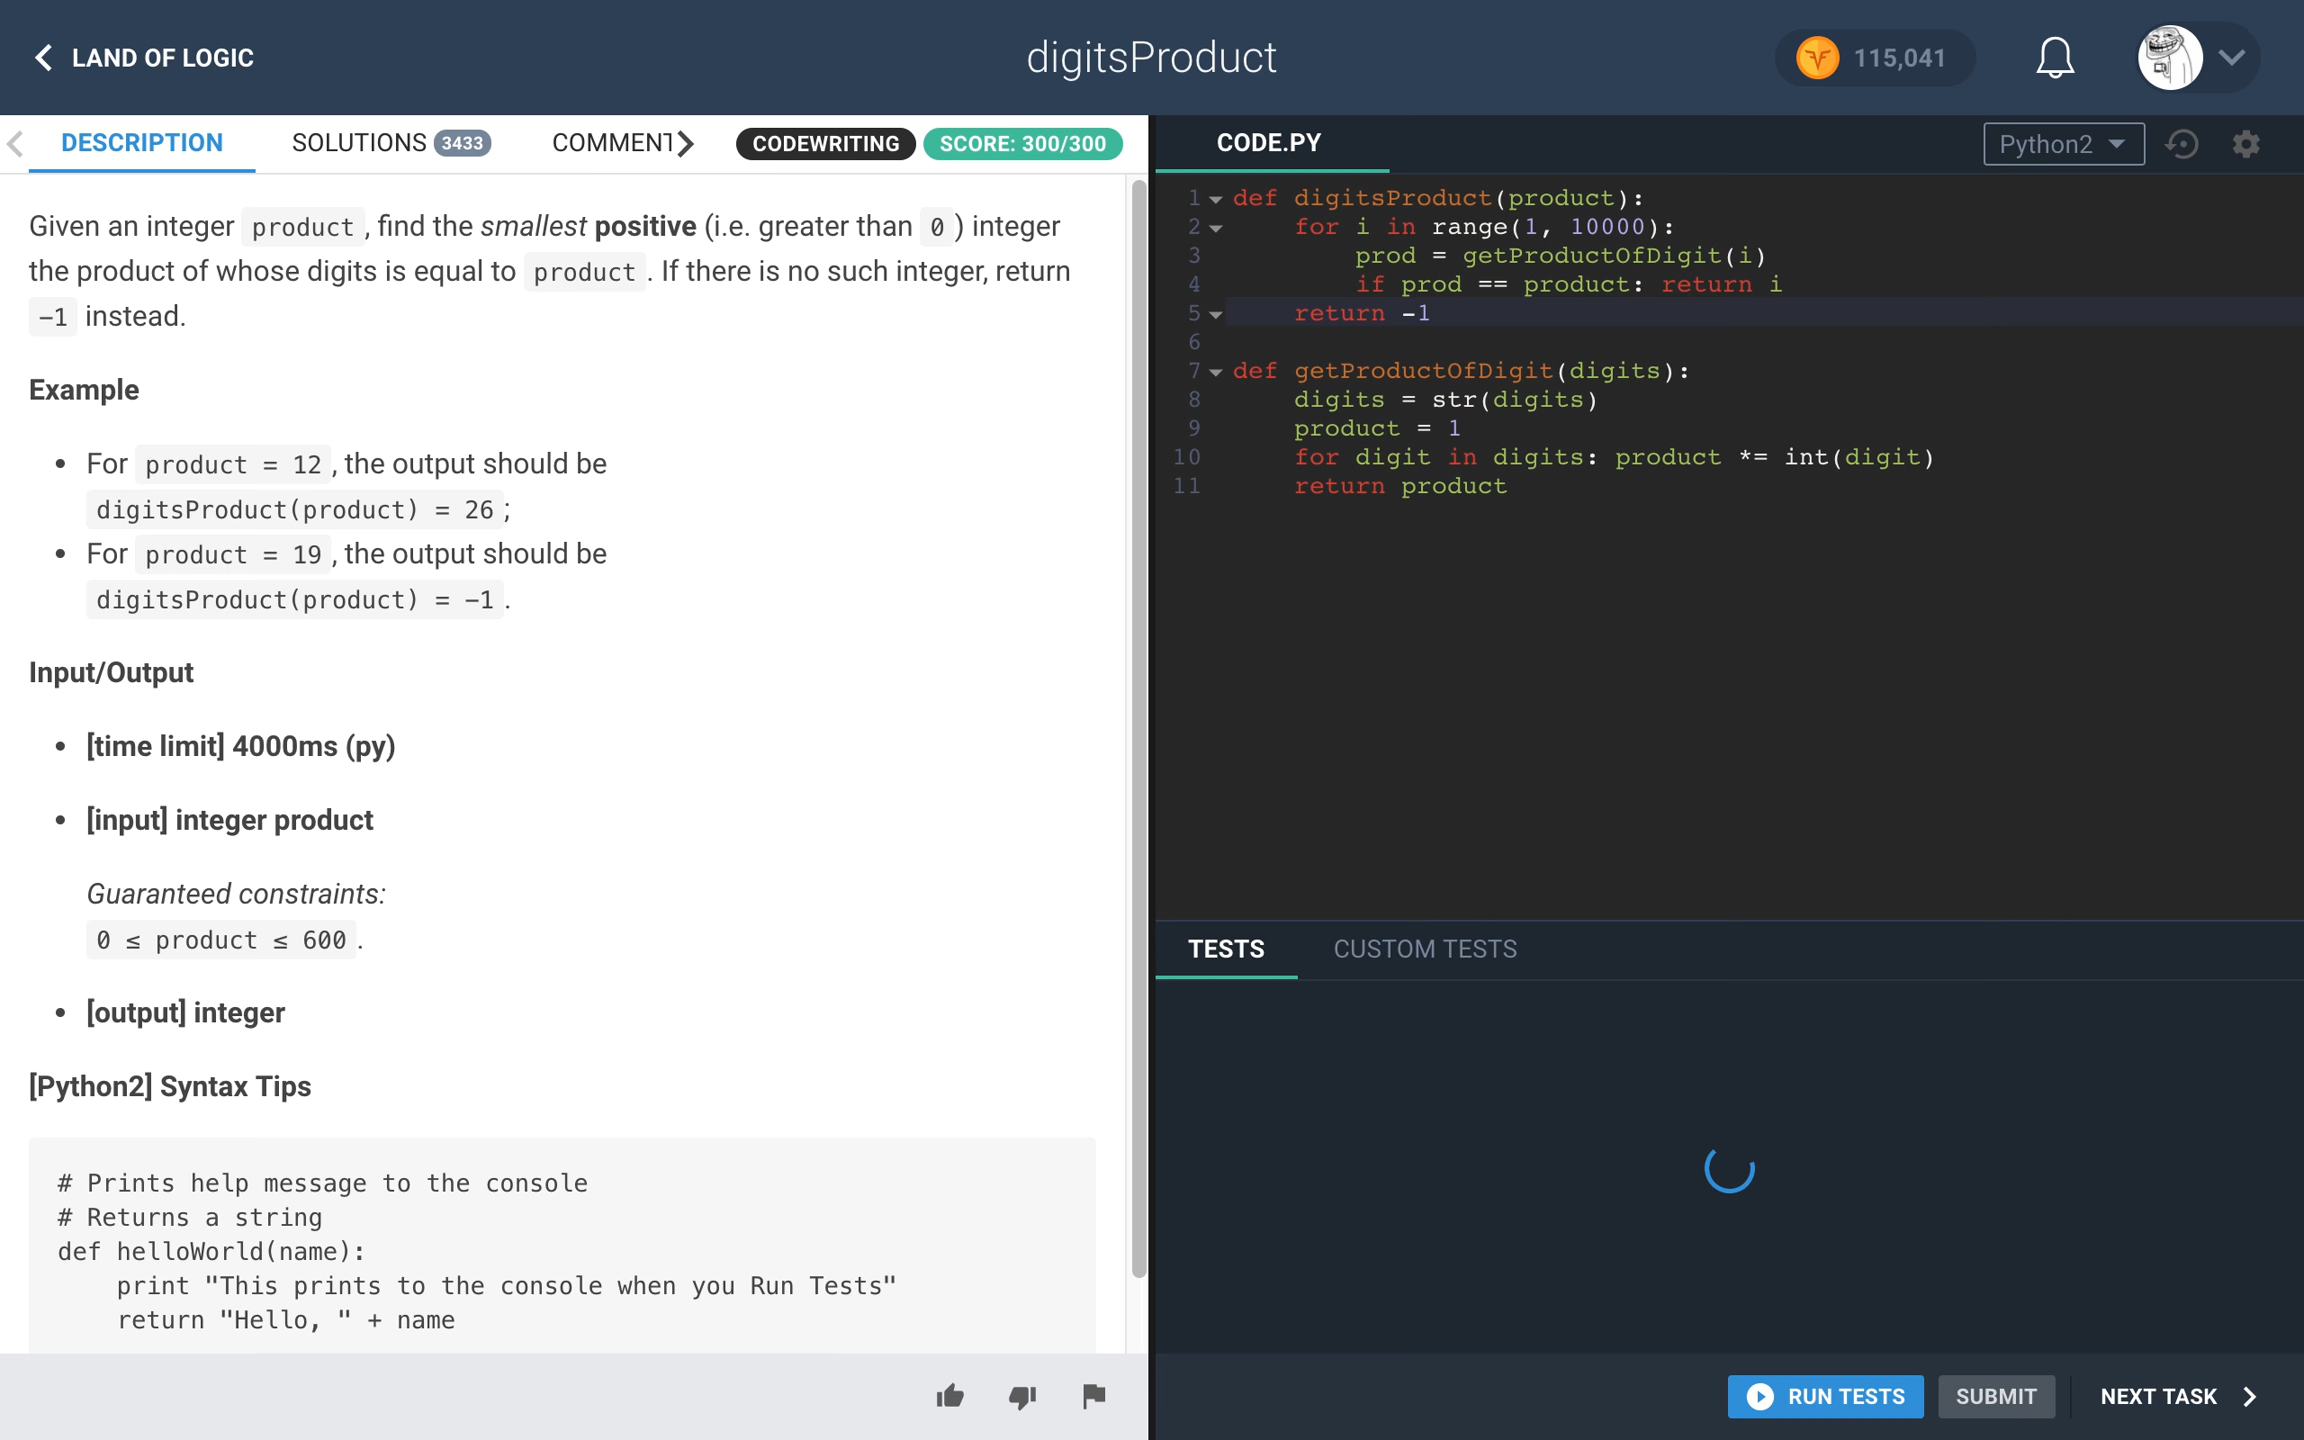 LAND OF LOGIC
digitsProduct
115,041
DESCRIPTION
SOLUTIONS 3433
COMMENT
CODEWRITING
SCORE: 300/300
Given an integer product, find the smallest positive (i.e. greater than 0) integer
the product of whose digits is equal to product. If there is no such integer, return
-1 instead.
Example
• For product = 12, the output should be
digitsProduct(product) = 26;
• For product = 19, the output should be
digitsProduct(product) = -1.
Input/Output
• [time limit] 4000ms (py)
• [input] integer product
Guaranteed constraints:
0 ≤ product ≤ 600.
• [output] integer
[Python2] Syntax Tips
# Prints help message to the console
# Returns a string
def helloWorld(name):
    print "This prints to the console when you Run Tests"
    return "Hello, " + name
CODE.PY
Python2
1 def digitsProduct(product):
2     for i in range(1, 10000):
3         prod = getProductOfDigit(i)
4         if prod == product: return i
5     return -1
6
7 def getProductOfDigit(digits):
8     digits = str(digits)
9     product = 1
10     for digit in digits: product *= int(digit)
11     return product
TESTS
CUSTOM TESTS
RUN TESTS
SUBMIT
NEXT TASK